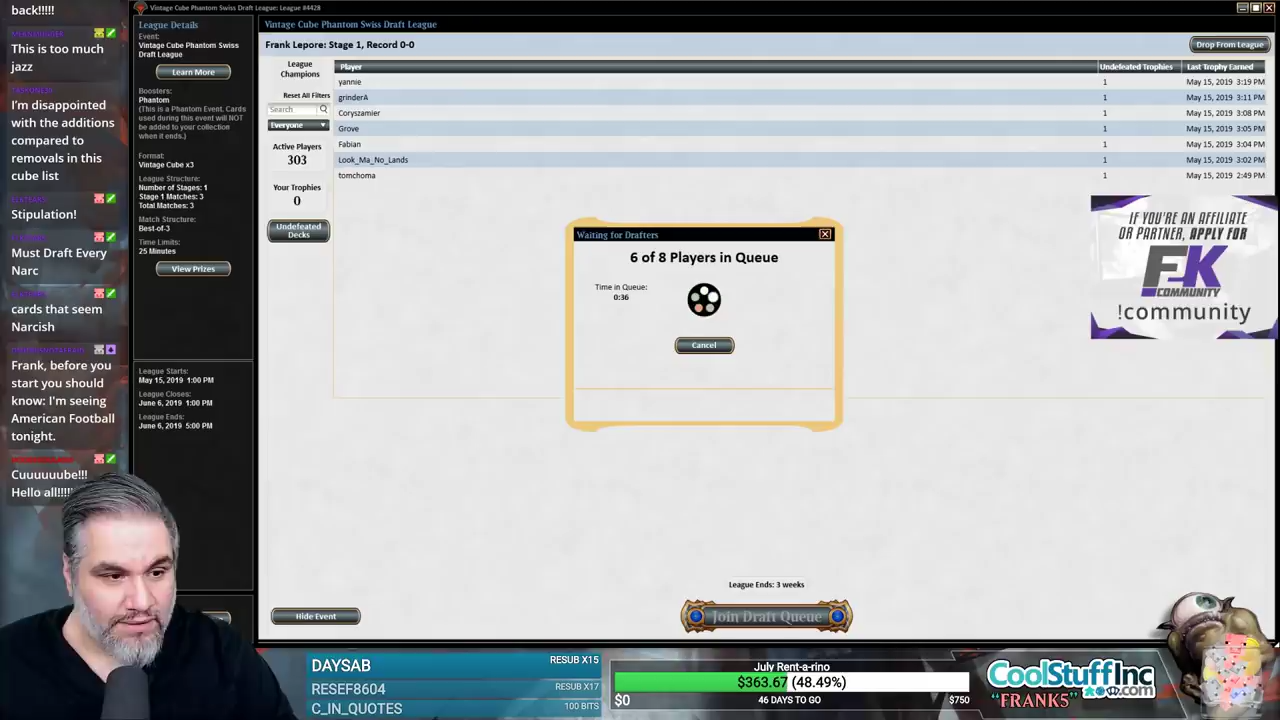 back!!!!!
This is too much
jazz
I'm disappointed
with the additions
compared to
removals in this
cube list
Stipulation!
Just Draft Every
Narc
cards that seem
Narcish
Frank, before you
start you should
know: I'm seeing
American Football
tonight.
Cuuuuuube!!!
Hello all!!!!
Vintage Cube Phantom Swiss Draft League: League #4428
League Details
Event:
Vintage Cube Phantom Swiss
Draft League
Learn More
Boosters:
Phantom
(This is a Phantom Event. Cards
used during this event will NOT
be added to your collection
when it ends.)
Format:
Vintage Cube x3
League Structure:
Number of Stages: 1
Stage 1 Matches: 3
Total Matches: 3
Match Structure:
Best-of-3
Time Limits:
25 Minutes
View Prizes
League Starts:
May 15, 2019 1:00 PM
League Closes:
June 6, 2019 1:00 PM
League Ends:
June 6, 2019 5:00 PM
Vintage Cube Phantom Swiss Draft League
Frank Lepore: Stage 1, Record 0-0
Drop From League
League
Champions
Reset All Filters
Search
Everyone
Active Players
303
Your Trophies
0
Undefeated
Decks
Player Undefeated Trophies Last Trophy Earned
yannie 1 May 15, 2019 3:19 PM
grinderA 1 May 15, 2019 3:11 PM
Coryszamier 1 May 15, 2019 3:08 PM
Grove 1 May 15, 2019 3:05 PM
Fabian 1 May 15, 2019 3:04 PM
Look_Ma_No_Lands 1 May 15, 2019 3:02 PM
tomchoma 1 May 15, 2019 2:49 PM
Waiting for Drafters
6 of 8 Players in Queue
Time in Queue:
0:36
Cancel
IF YOU'RE AN AFFILIATE
OR PARTNER, APPLY FOR
FK
COMMUNITY
!community
League Ends: 3 weeks
Hide Event
Join Draft Queue
DAYSAB RESUB X15
RESEF8604 RESUB X17
C_IN_QUOTES 100 BITS
July Rent-a-rino
$363.67 (48.49%)
$0 46 DAYS TO GO $750
CoolStuffInc
.com
"FRANK5"